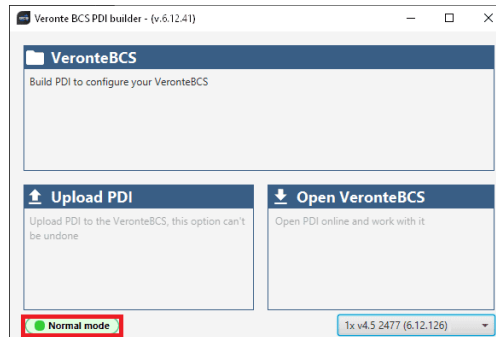 Veronte BCS PDI builder - (v.6.12.41)
VeronteBCS
Build PDI to configure your VeronteBCS
Upload PDI
Upload PDI to the VeronteBCS, this option can't
be undone
Open VeronteBCS
Open PDI online and work with it
Normal mode
1x v4.5 2477 (6.12.126)